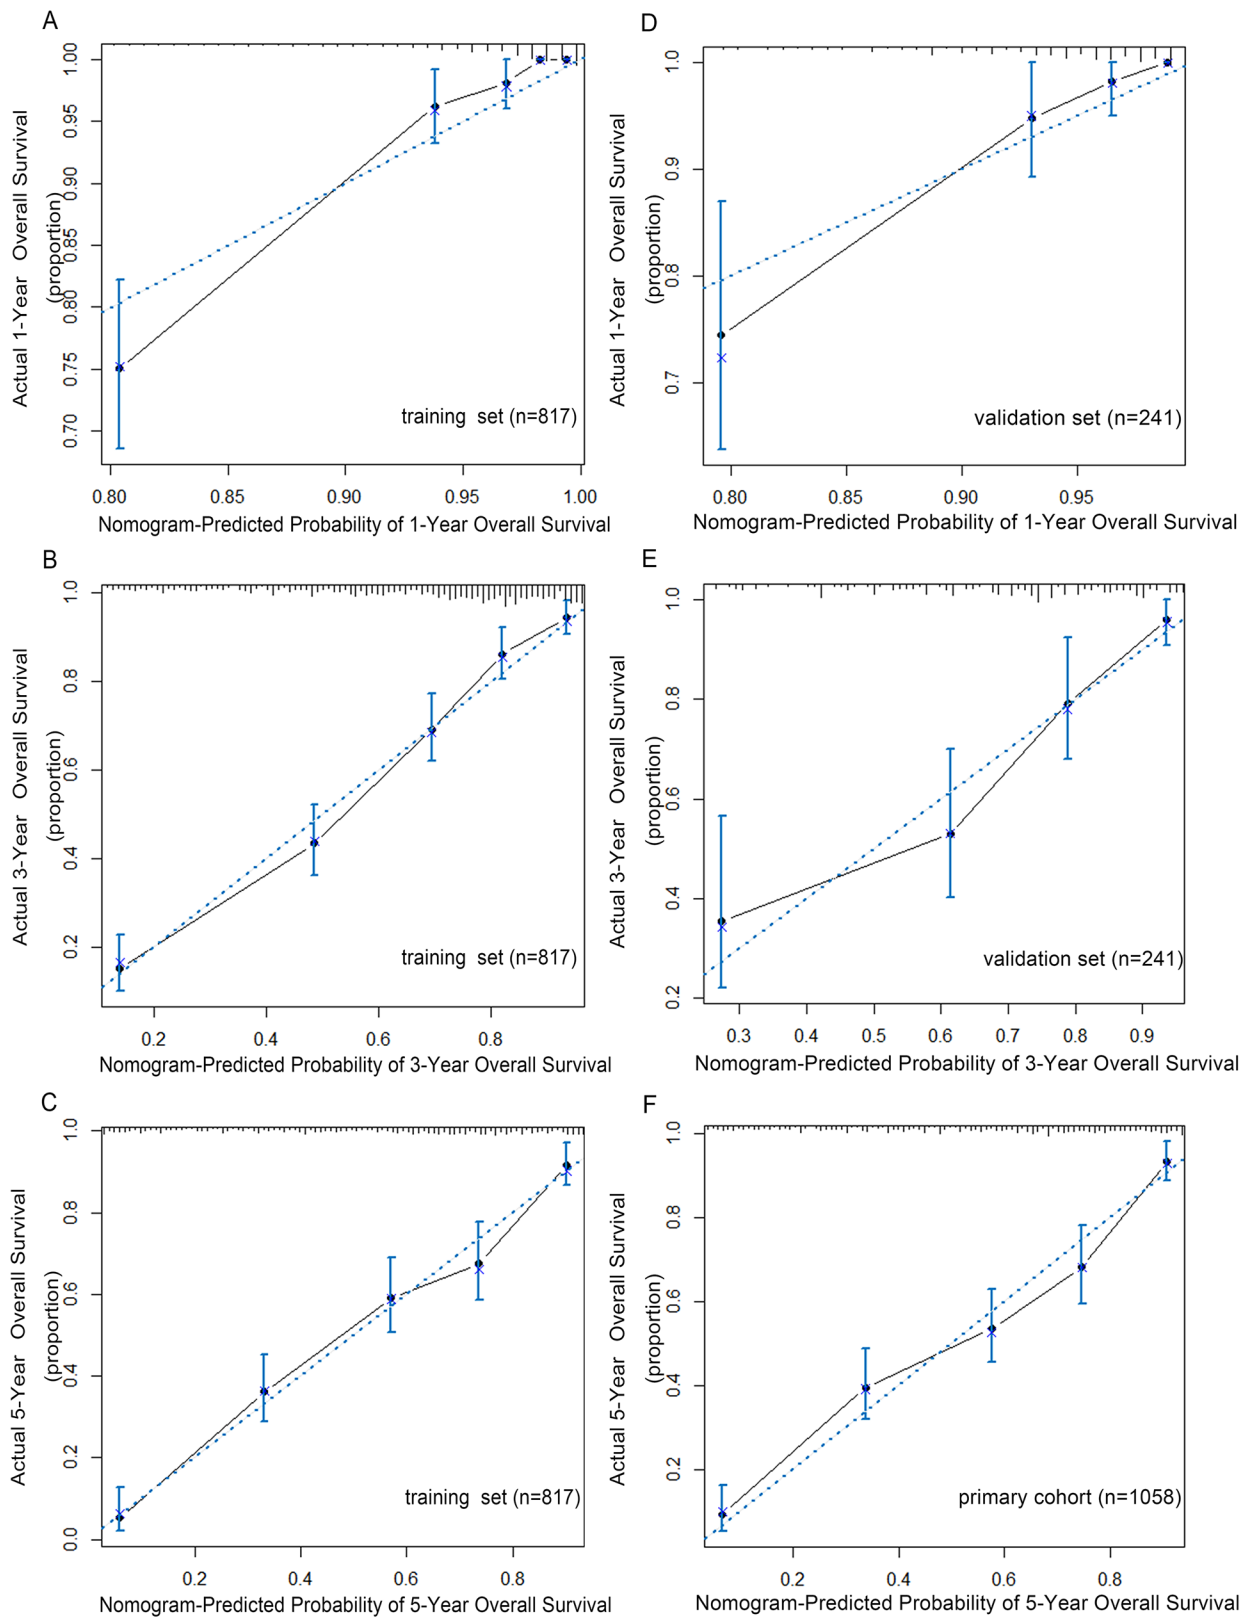 A
Actual 1-Year Overall Survival
(proportion)
1.00
0.95
0.90
0.85
0.80
0.75
0.70
training set (n=817)
0.80 0.85 0.90 0.95 1.00
Nomogram-Predicted Probability of 1-Year Overall Survival
D
Actual 1-Year Overall Survival
(proportion)
1.0
0.9
0.8
0.7
validation set (n=241)
0.80 0.85 0.90 0.95
Nomogram-Predicted Probability of 1-Year Overall Survival
B
Actual 3-Year Overall Survival
(proportion)
1.0
0.8
0.6
0.4
0.2
training set (n=817)
0.2 0.4 0.6 0.8
Nomogram-Predicted Probability of 3-Year Overall Survival
E
Actual 3-Year Overall Survival
(proportion)
1.0
0.8
0.6
0.4
0.2
validation set (n=241)
0.3 0.4 0.5 0.6 0.7 0.8 0.9
Nomogram-Predicted Probability of 3-Year Overall Survival
C
Actual 5-Year Overall Survival
(proportion)
1.0
0.8
0.6
0.4
0.2
0.0
training set (n=817)
0.2 0.4 0.6 0.8
Nomogram-Predicted Probability of 5-Year Overall Survival
F
Actual 5-Year Overall Survival
(proportion)
1.0
0.8
0.6
0.4
0.2
primary cohort (n=1058)
0.2 0.4 0.6 0.8
Nomogram-Predicted Probability of 5-Year Overall Survival